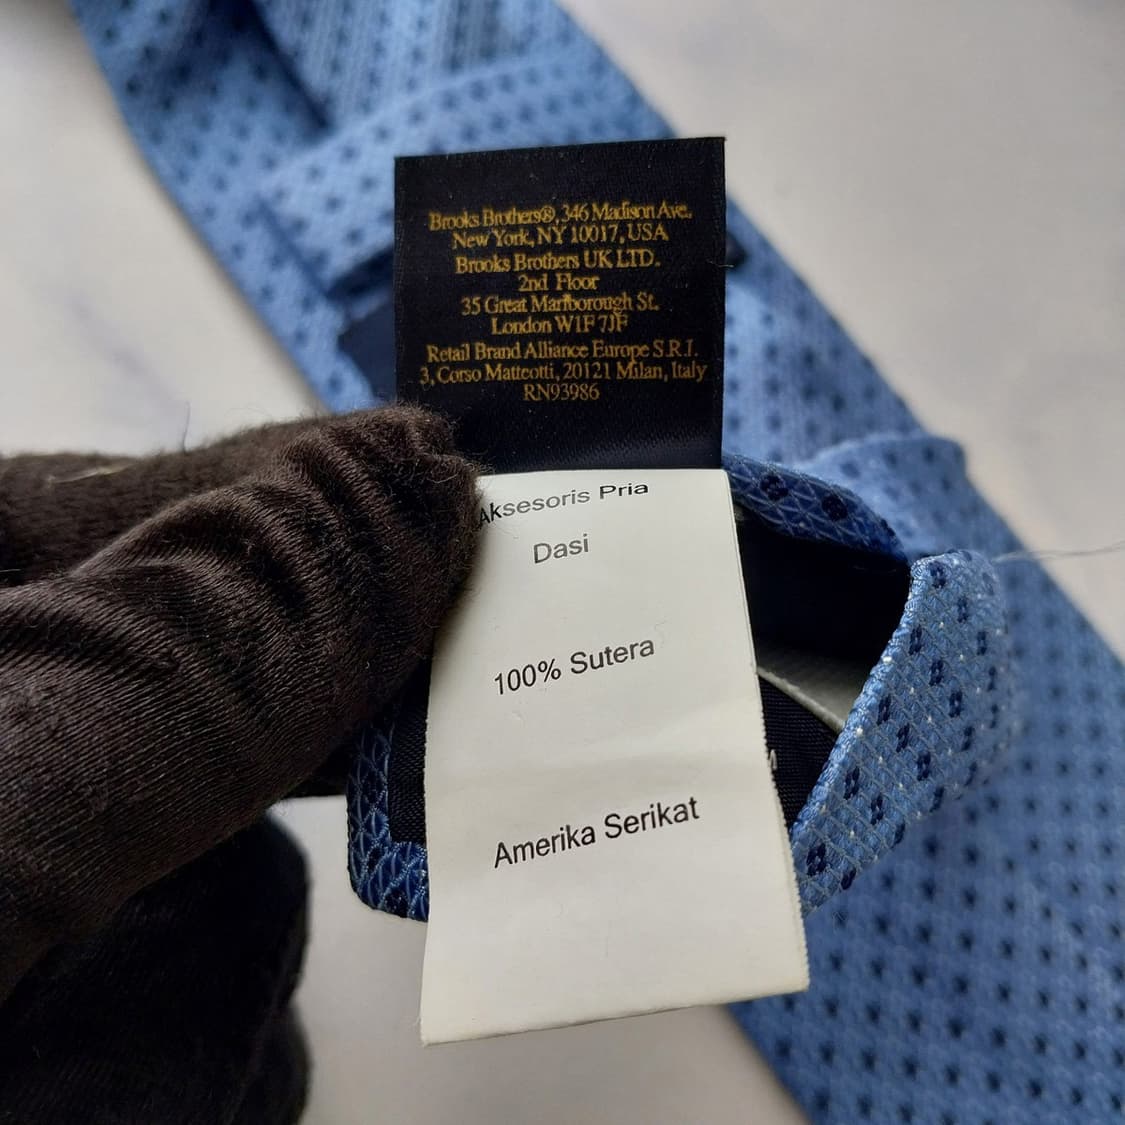 Brooks Brothers®, 346 Madison Ave.
New York, NY 10017, USA
Brooks Brothers UK LTD.
2nd Floor
35 Great Marlborough St.
London W1F 7JF
Retail Brand Alliance Europe S.R.I.
3, Corso Matteotti, 20121 Milan, Italy
RN93986
Aksesoris Pria
Dasi
100% Sutera
Amerika Serikat